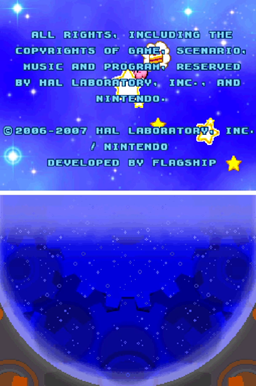 ALL RIGHTS, INCLUDING THE
COPYRIGHTS OF GAME, SCENARIO,
MUSIC AND PROGRAM, RESERVED
BY HAL LABORATORY, INC., AND
NINTENDO.
©2006-2007 HAL LABORATORY, INC.
/ NINTENDO
DEVELOPED BY FLAGSHIP